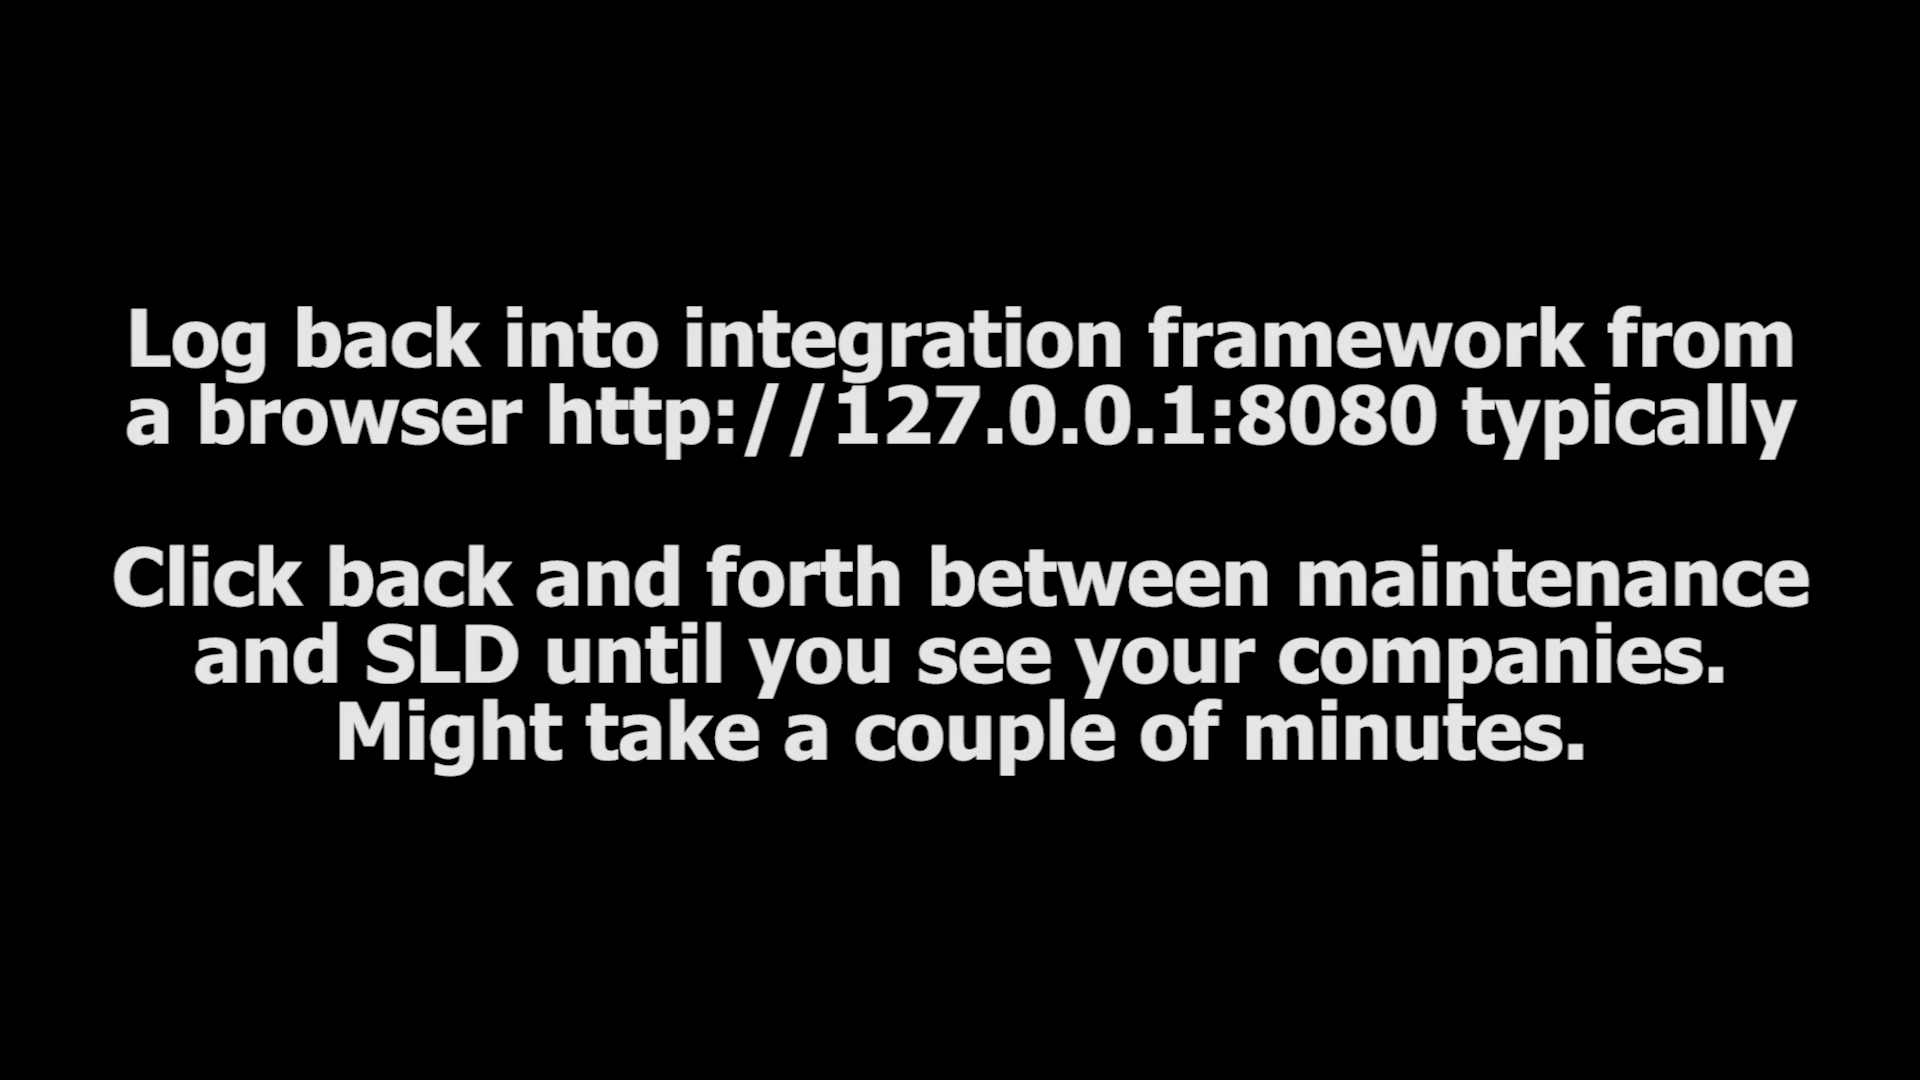 Log back into integration framework from
a browser http://127.0.0.1:8080 typically
Click back and forth between maintenance
and SLD until you see your companies.
Might take a couple of minutes.